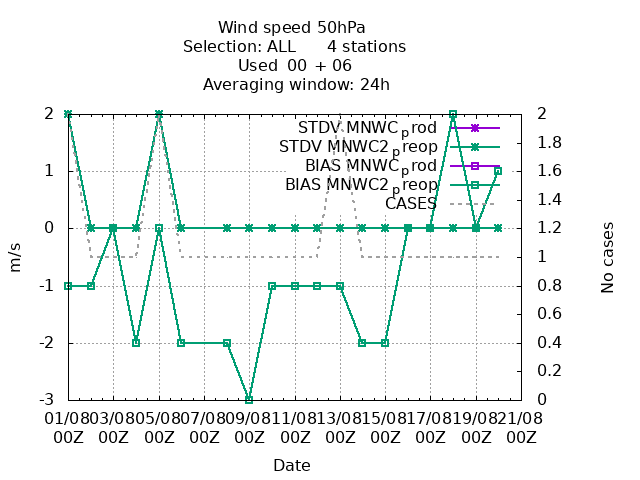 Wind speed 50hPa
Selection: ALL 4 stations
Used 00 + 06
Averaging window: 24h
STDV MNWCprod
STDV MNWC2preop
BIAS MNWCprod
BIAS MNWC2preop
CASES
2
1
0
-1
-2
-3
m/s
2
1.8
1.6
1.4
1.2
1
0.8
0.6
0.4
0.2
0
No cases
01/08 03/08 05/08 07/08 09/08 11/08 13/08 15/08 17/08 19/08 21/08
00Z 00Z 00Z 00Z 00Z 00Z 00Z 00Z 00Z 00Z 00Z
Date